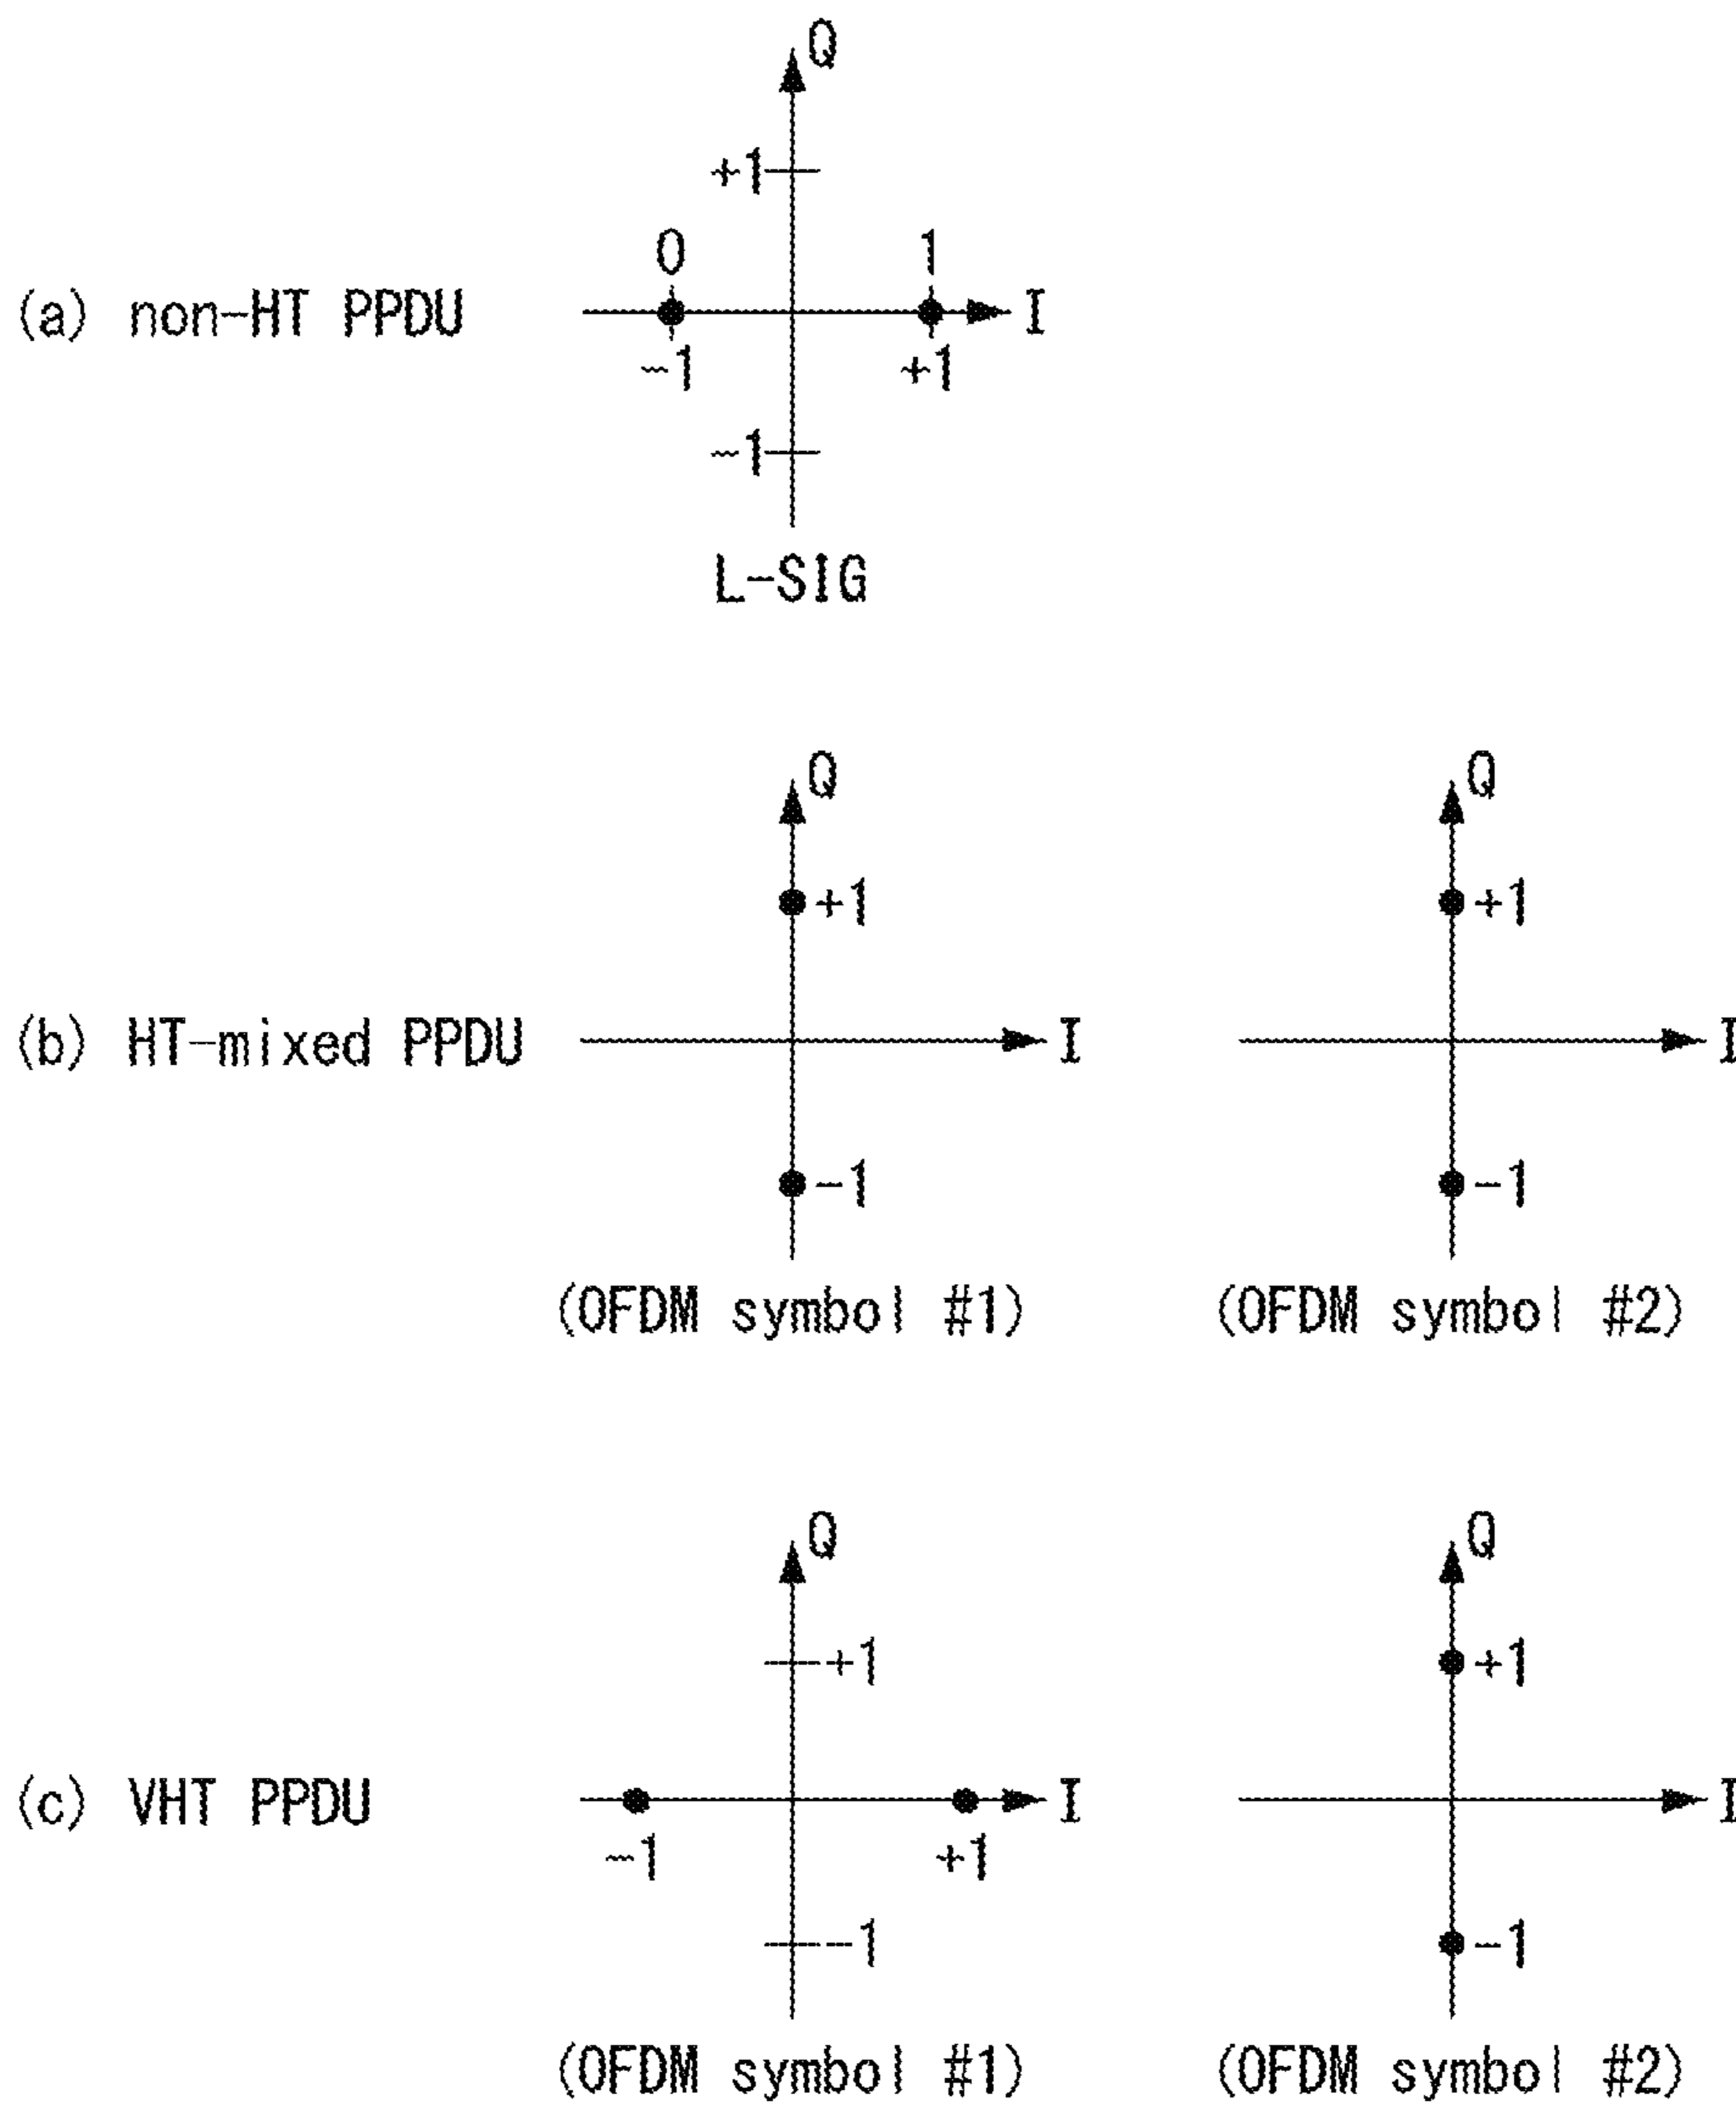 Q
+1
0 1
(a) non-HT PPDU I
-1 +1
-1
L-SIG
Q Q
+1 +1
(b) HT-mixed PPDU I I
-1 -1
(OFDM symbol #1) (OFDM symbol #2)
Q Q
+1 +1
(c) VHT PPDU I I
-1 +1
-1 -1
(OFDM symbol #1) (OFDM symbol #2)